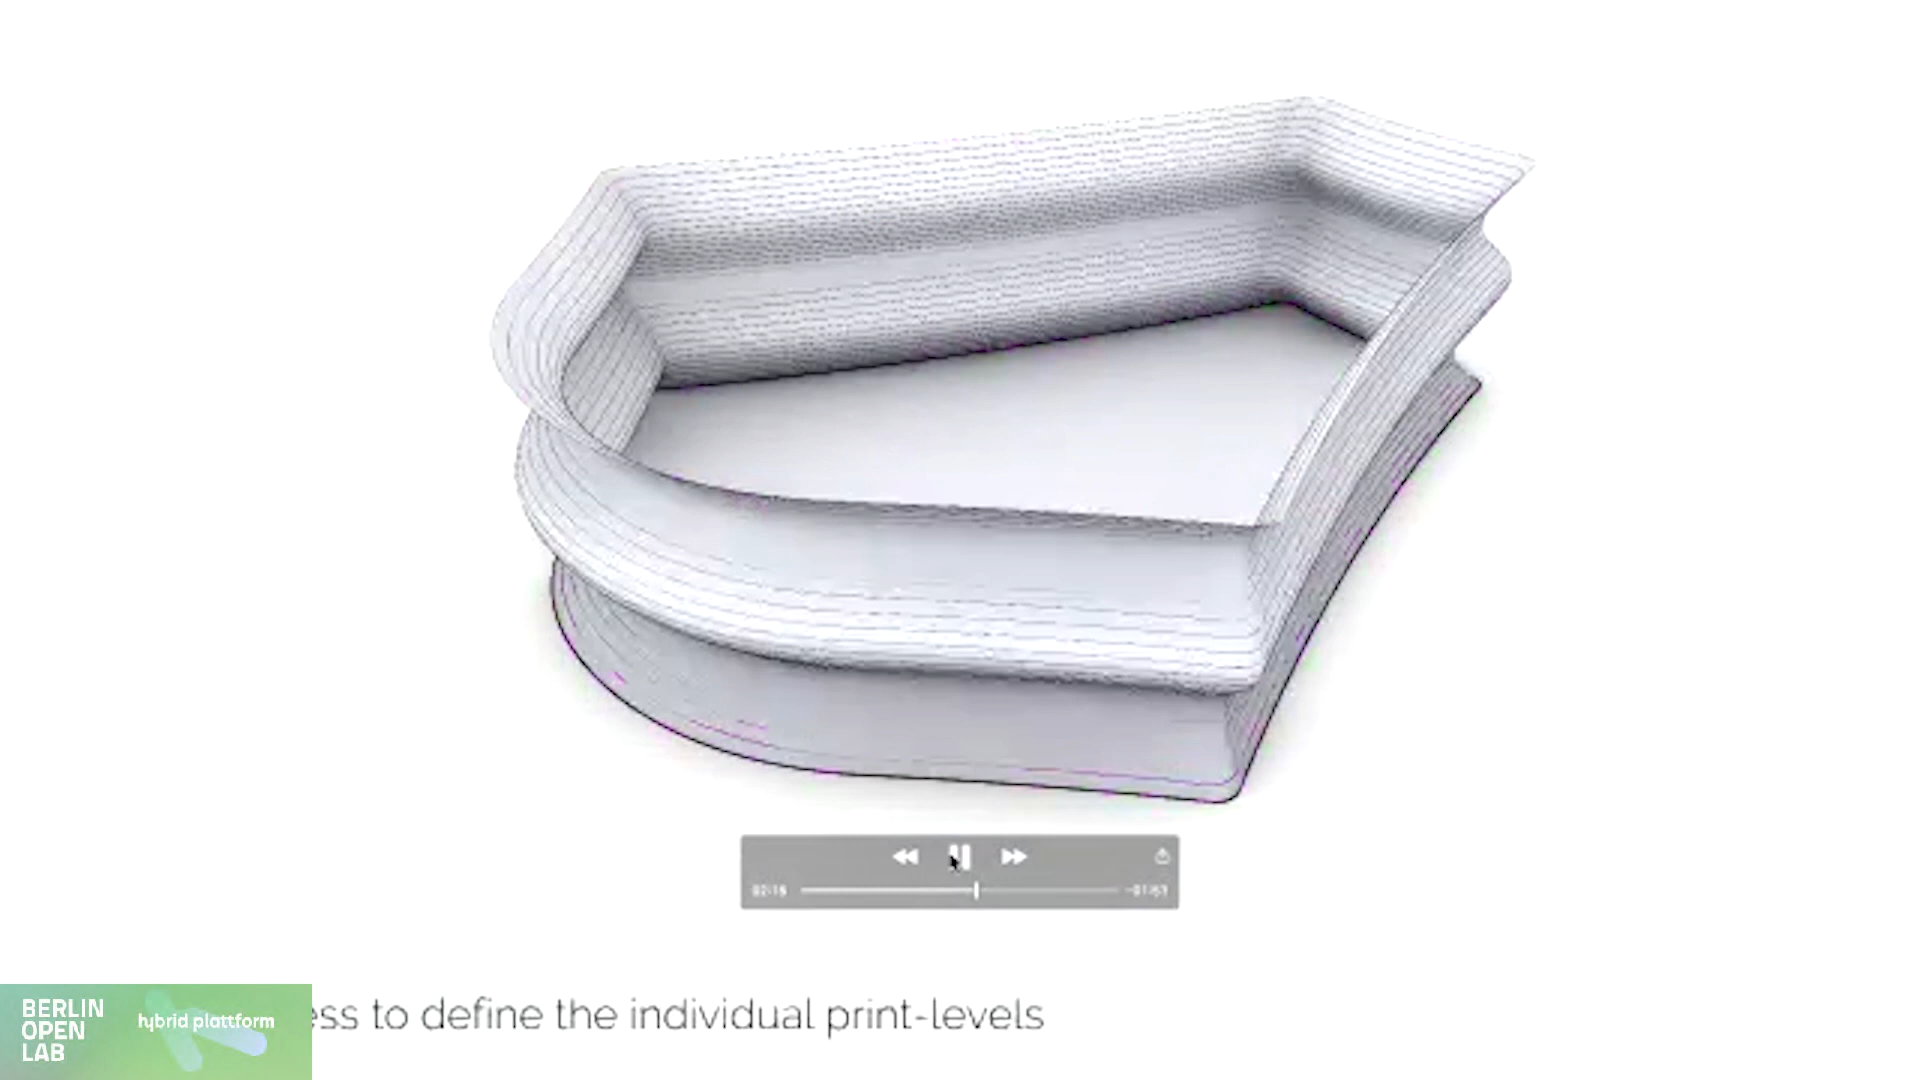 ess to define the individual print-levels
BERLIN
OPEN
LAB
hybrid plattform